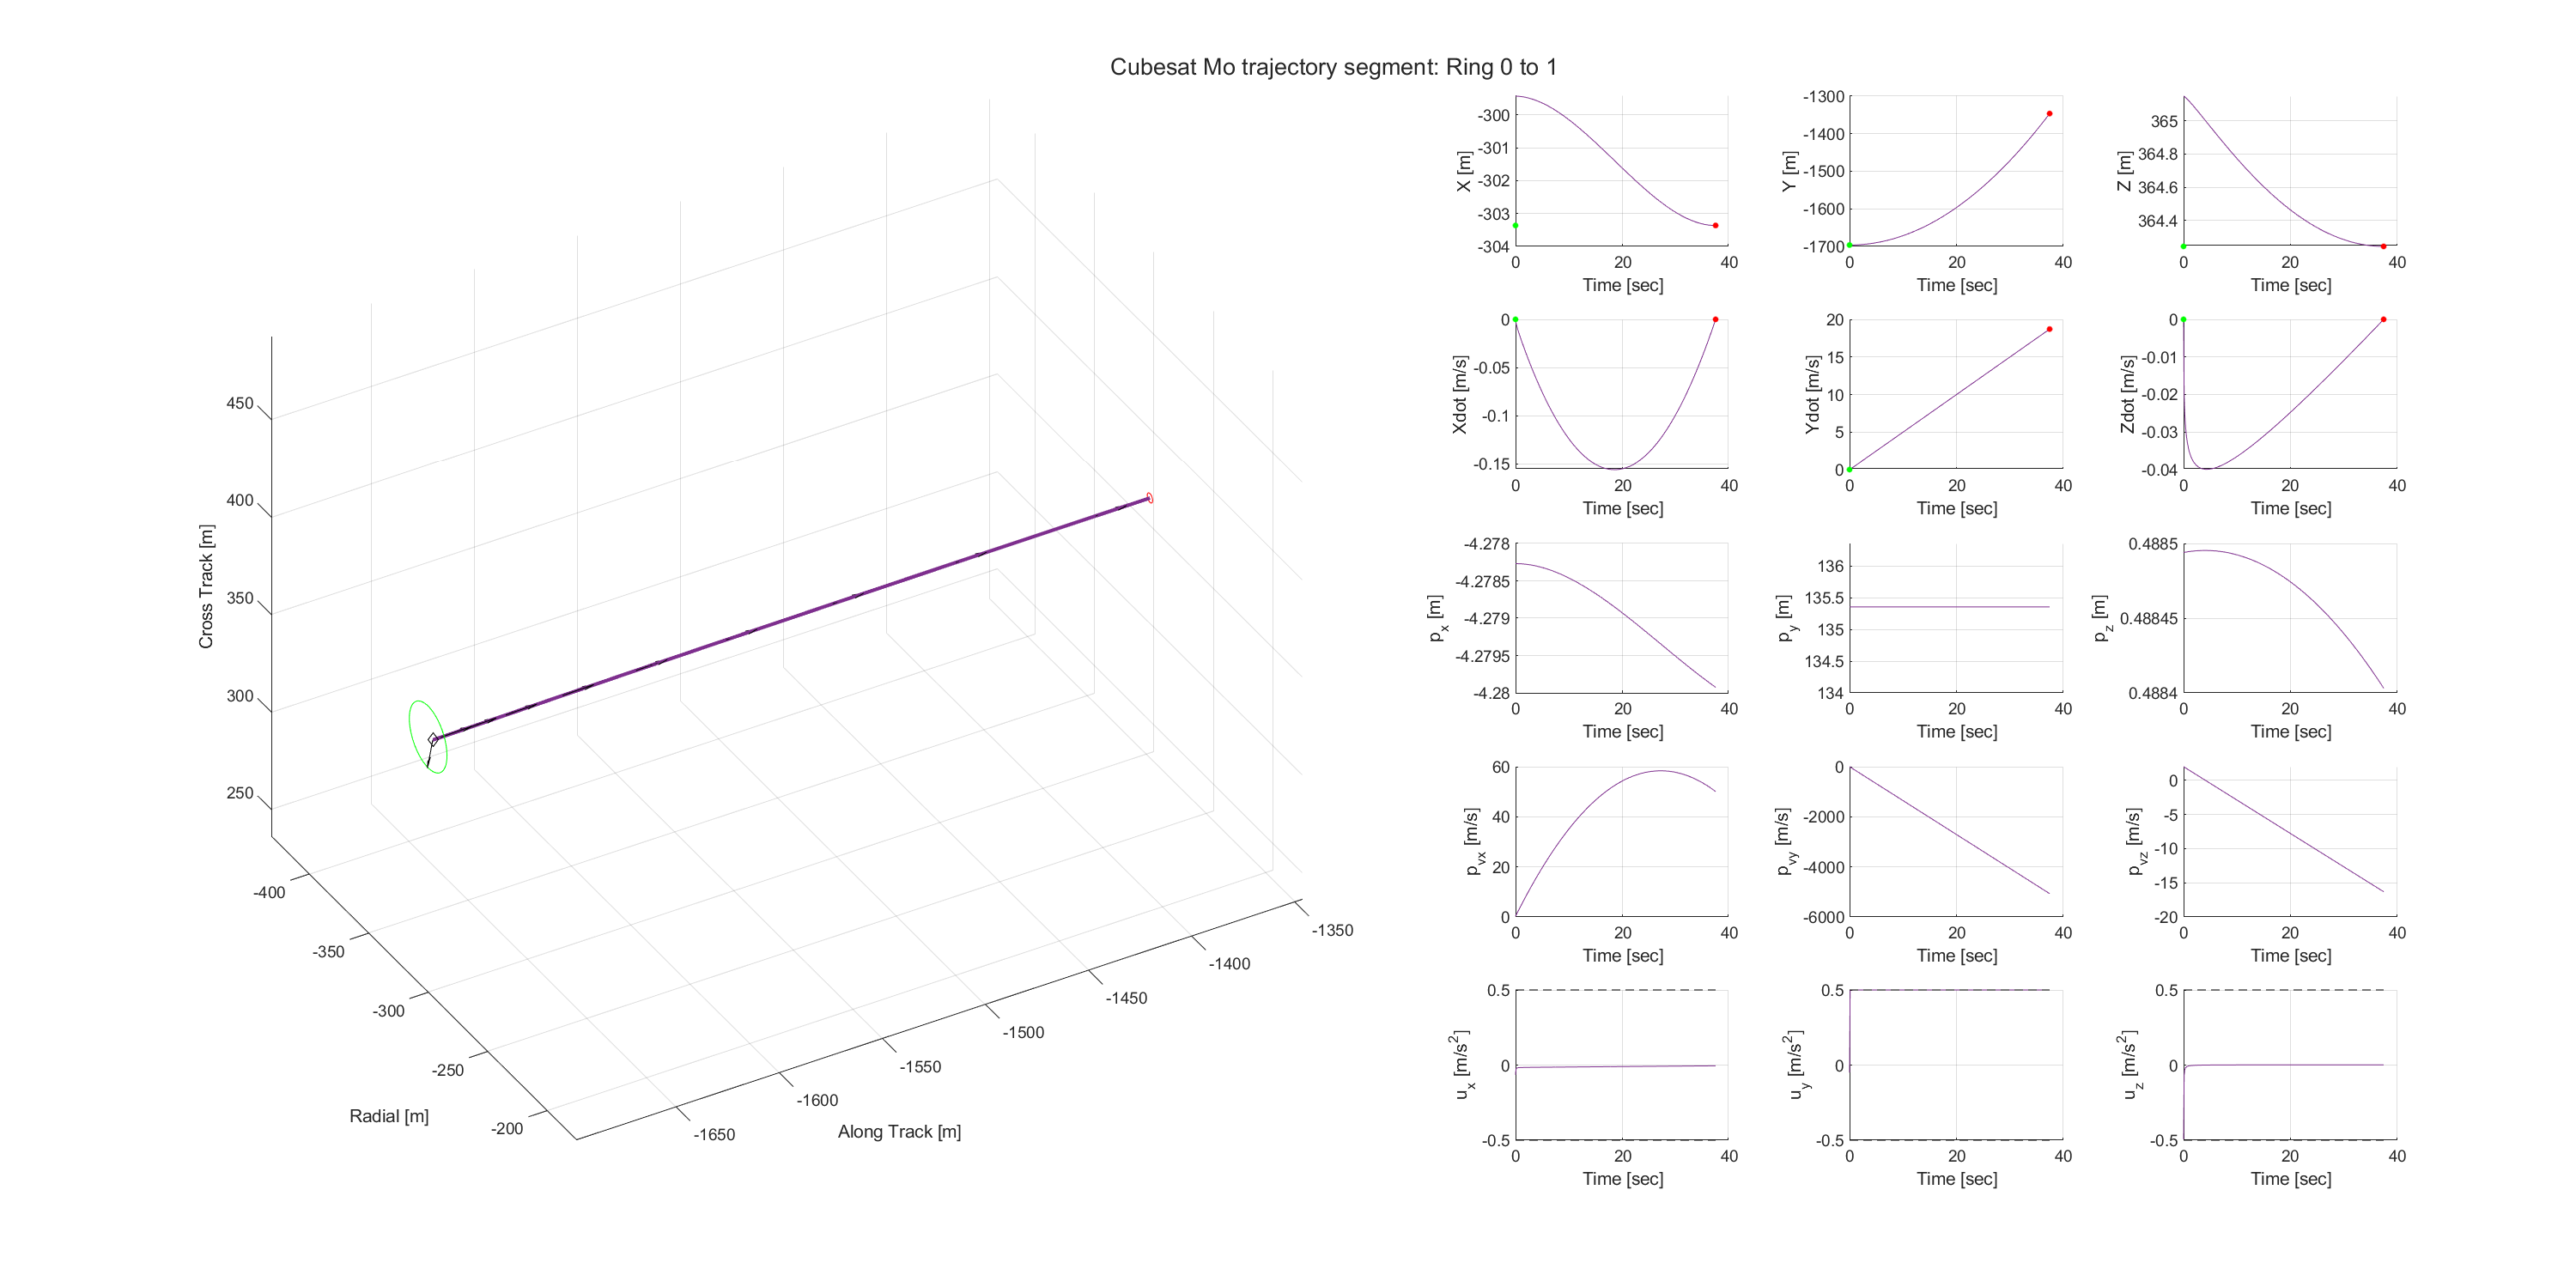 Cubesat Mo trajectory segment: Ring 0 to 1
Cross Track [m]
450
400
350
300
250
-400
-350
-300
-250
-200
Radial [m]
-1650
-1600
-1550
-1500
-1450
-1400
-1350
Along Track [m]
X [m]
-300
-301
-302
-303
-304
0 20 40
Time [sec]
Y [m]
-1300
-1400
-1500
-1600
-1700
0 20 40
Time [sec]
Z [m]
365
364.8
364.6
364.4
0 20 40
Time [sec]
Xdot [m/s]
0
-0.05
-0.1
-0.15
0 20 40
Time [sec]
Ydot [m/s]
20
15
10
5
0
0 20 40
Time [sec]
Zdot [m/s]
0
-0.01
-0.02
-0.03
-0.04
0 20 40
Time [sec]
p_x [m]
-4.278
-4.2785
-4.279
-4.2795
-4.28
0 20 40
Time [sec]
p_y [m]
136
135.5
135
134.5
134
0 20 40
Time [sec]
p_z [m]
0.4885
0.48845
0.4884
0 20 40
Time [sec]
p_vx [m/s]
60
40
20
0
0 20 40
Time [sec]
p_vy [m/s]
0
-2000
-4000
-6000
0 20 40
Time [sec]
p_vz [m/s]
0
-5
-10
-15
-20
0 20 40
Time [sec]
u_x [m/s²]
0.5
0
-0.5
0 20 40
Time [sec]
u_y [m/s²]
0.5
0
-0.5
0 20 40
Time [sec]
u_z [m/s²]
0.5
0
-0.5
0 20 40
Time [sec]